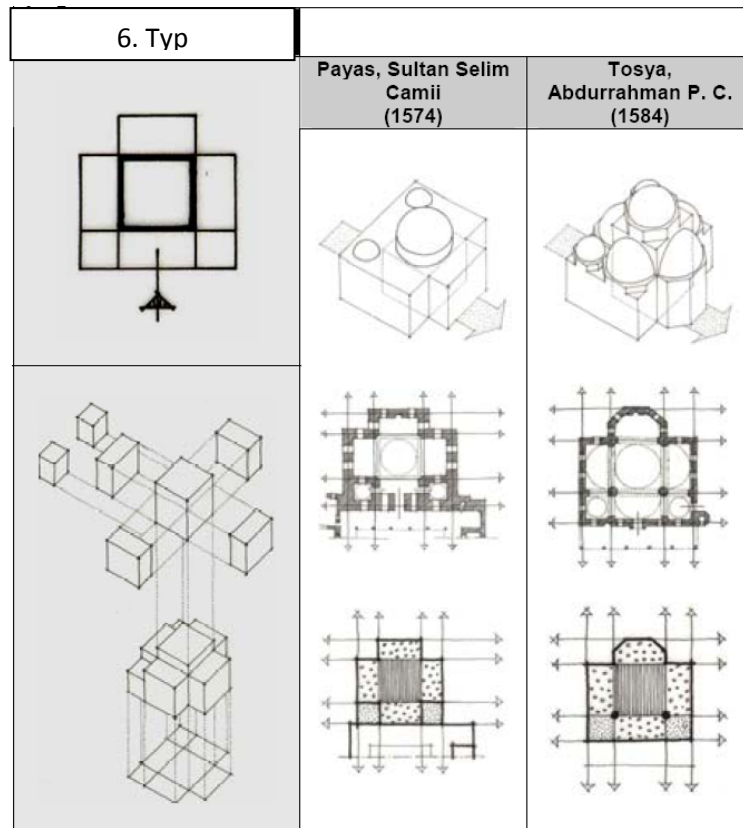 6. Typ
Payas, Sultan Selim
Camii
(1574)
Tosya,
Abdurrahman P. C.
(1584)